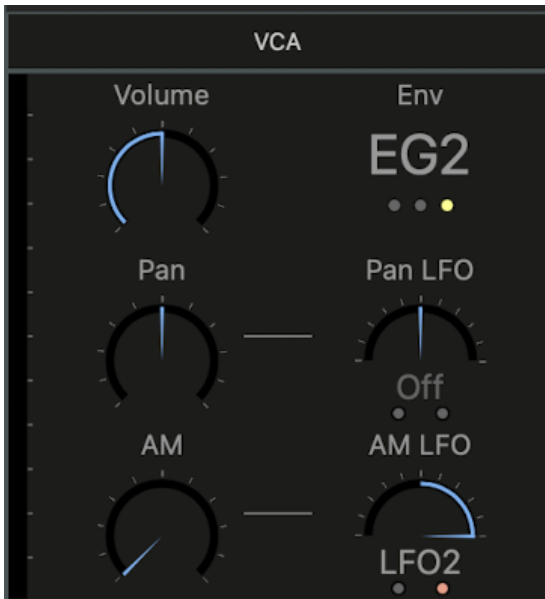 VCA
Volume Env
EG2
Pan Pan LFO
Off
AM AM LFO
LFO2